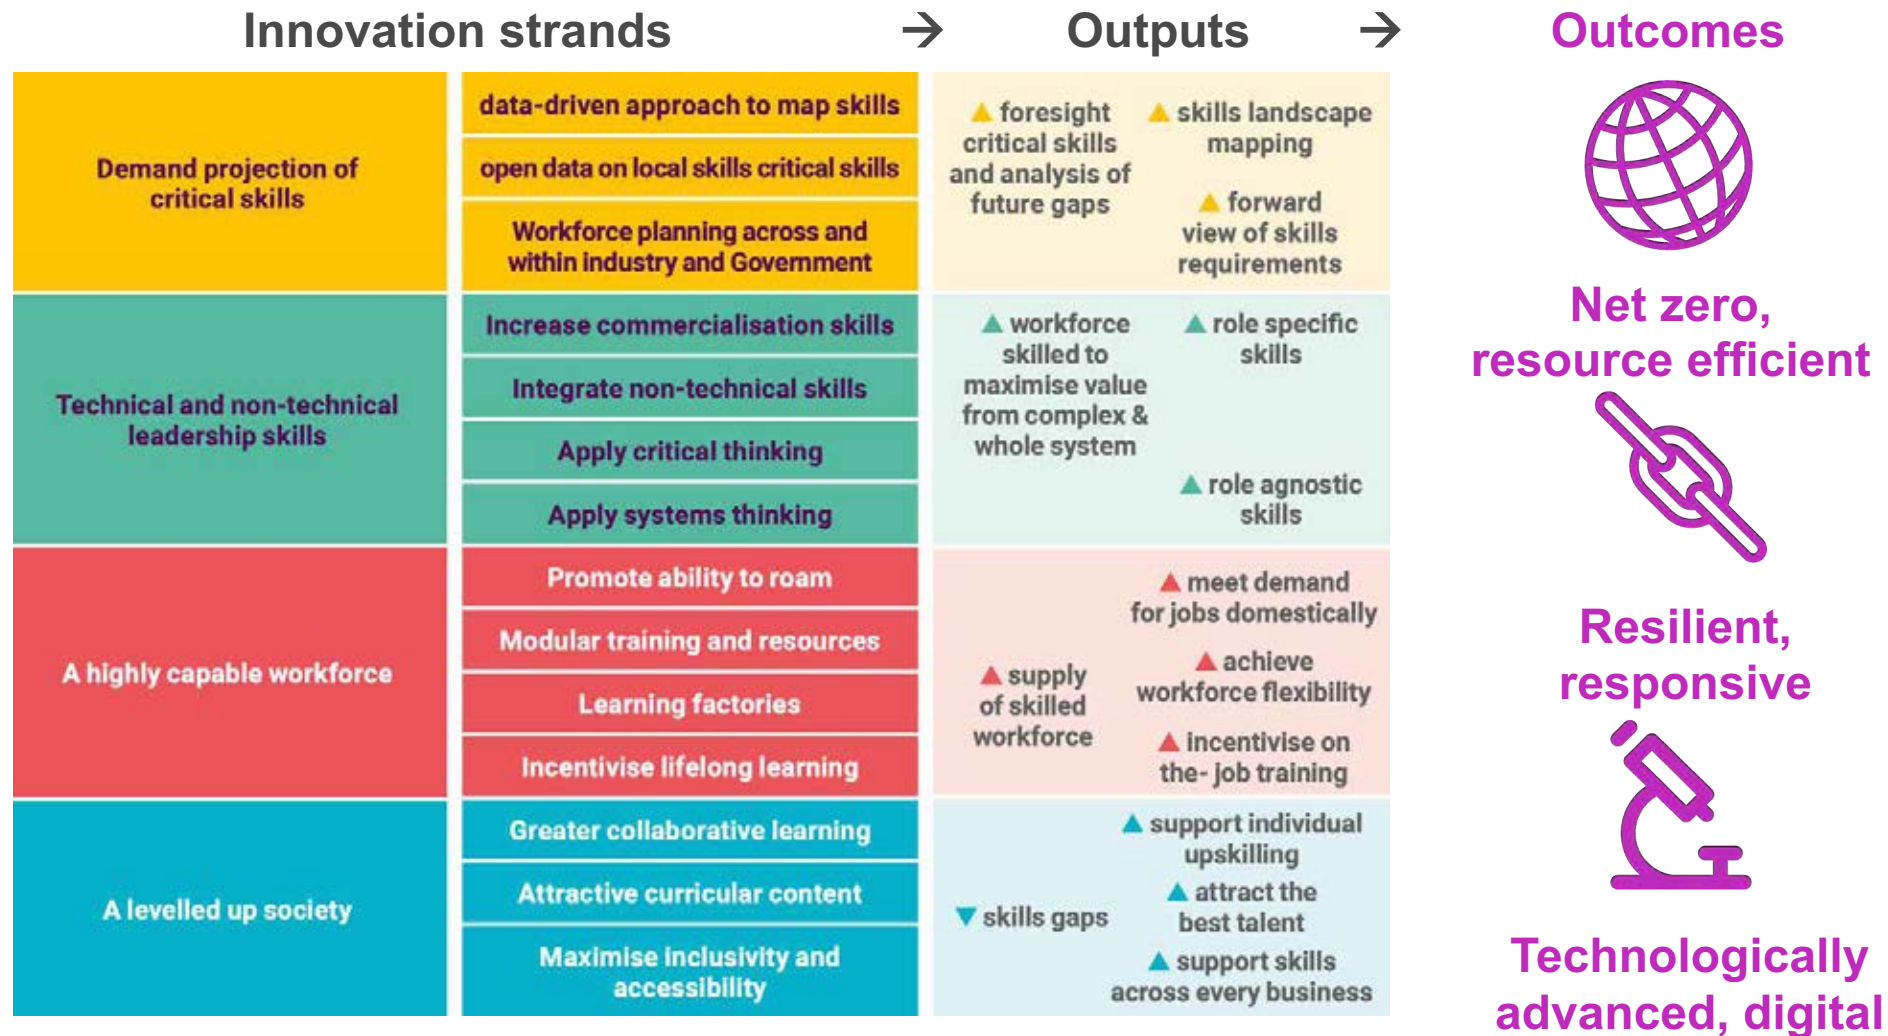 Innovation strands → Outputs → Outcomes
Demand projection of
critical skills
data-driven approach to map skills
open data on local skills critical skills
Workforce planning across and
within industry and Government
▲ foresight
critical skills
and analysis of
future gaps
▲ skills landscape
mapping
▲ forward
view of skills
requirements
Technical and non-technical
leadership skills
Increase commercialisation skills
Integrate non-technical skills
Apply critical thinking
Apply systems thinking
▲ workforce
skilled to
maximise value
from complex &
whole system
▲ role specific
skills
▲ role agnostic
skills
A highly capable workforce
Promote ability to roam
Modular training and resources
Learning factories
Incentivise lifelong learning
▲ supply
of skilled
workforce
▲ meet demand
for jobs domestically
▲ achieve
workforce flexibility
▲ incentivise on
the- job training
A levelled up society
Greater collaborative learning
Attractive curricular content
Maximise inclusivity and
accessibility
▼ skills gaps
▲ support individual
upskilling
▲ attract the
best talent
▲ support skills
across every business
Net zero,
resource efficient
Resilient,
responsive
Technologically
advanced, digital